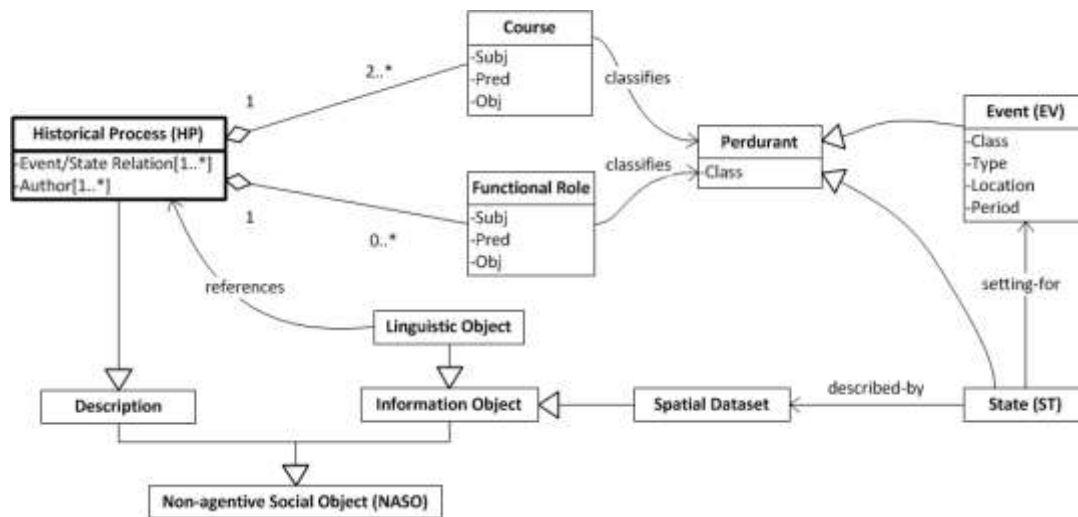 Course
-Subj
-Pred
-Obj
2..*
1
classifies
Historical Process (HP)
-Event/State Relation[1..*]
-Author[1..*]
Perdurant
-Class
Event (EV)
-Class
-Type
-Location
-Period
classifies
Functional Role
-Subj
-Pred
-Obj
1
0..*
references
setting-for
Linguistic Object
Description
Information Object
Spatial Dataset
described-by
State (ST)
Non-agentive Social Object (NASO)